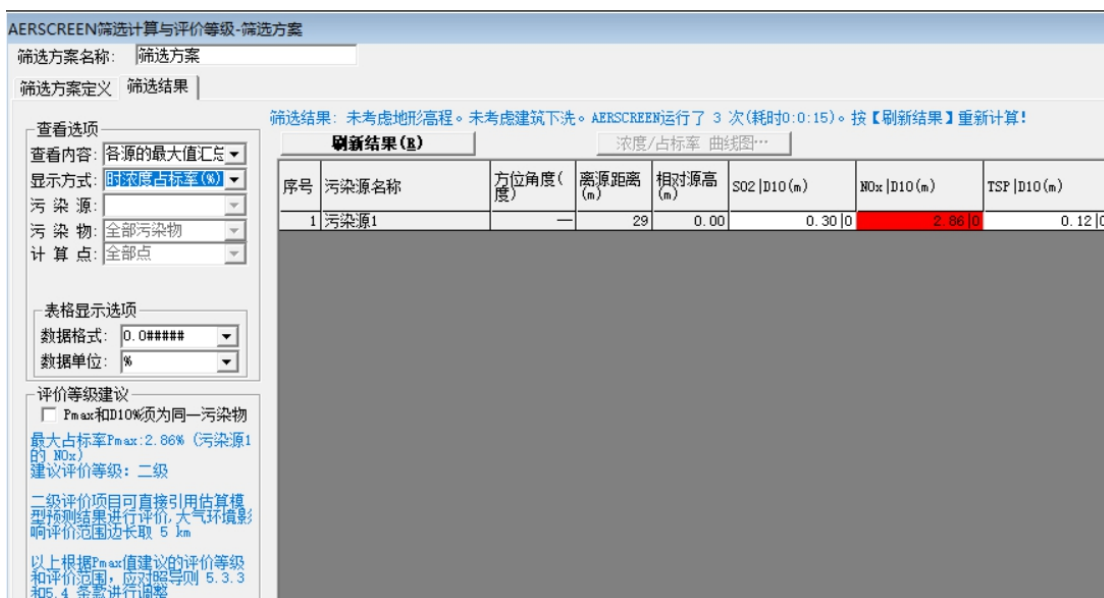 AERSCREEN筛选计算与评价等级-筛选方案
筛选方案名称: 筛选方案
筛选方案定义 筛选结果
筛选结果: 未考虑地形高程。未考虑建筑下洗。AERSCREEN运行了 3 次(耗时0:0:15)。按【刷新结果】重新计算!
刷新结果(R) 浓度/占标率 曲线图…
查看选项
查看内容: 各源的最大值汇总
显示方式: 时浓度占标率(%)
污 染 源:
污 染 物: 全部污染物
计 算 点: 全部点
表格显示选项
数据格式: 0.0#####
数据单位: %
评价等级建议
Pmax和D10%须为同一污染物
最大占标率Pmax:2.86% (污染源1
的 NOx)
建议评价等级: 二级
二级评价项目可直接引用估算模
型预测结果进行评价,大气环境影
响评价范围边长取 5 km
以上根据Pmax值建议的评价等级
和评价范围, 应对照导则 5.3.3
和5.4 条款进行调整
序号 污染源名称 方位角度(度) 离源距离(m) 相对源高(m) SO2|D10(m) NOx|D10(m) TSP|D10(m)
1 污染源1 — 29 0.00 0.30|0 2.86|0 0.12|0